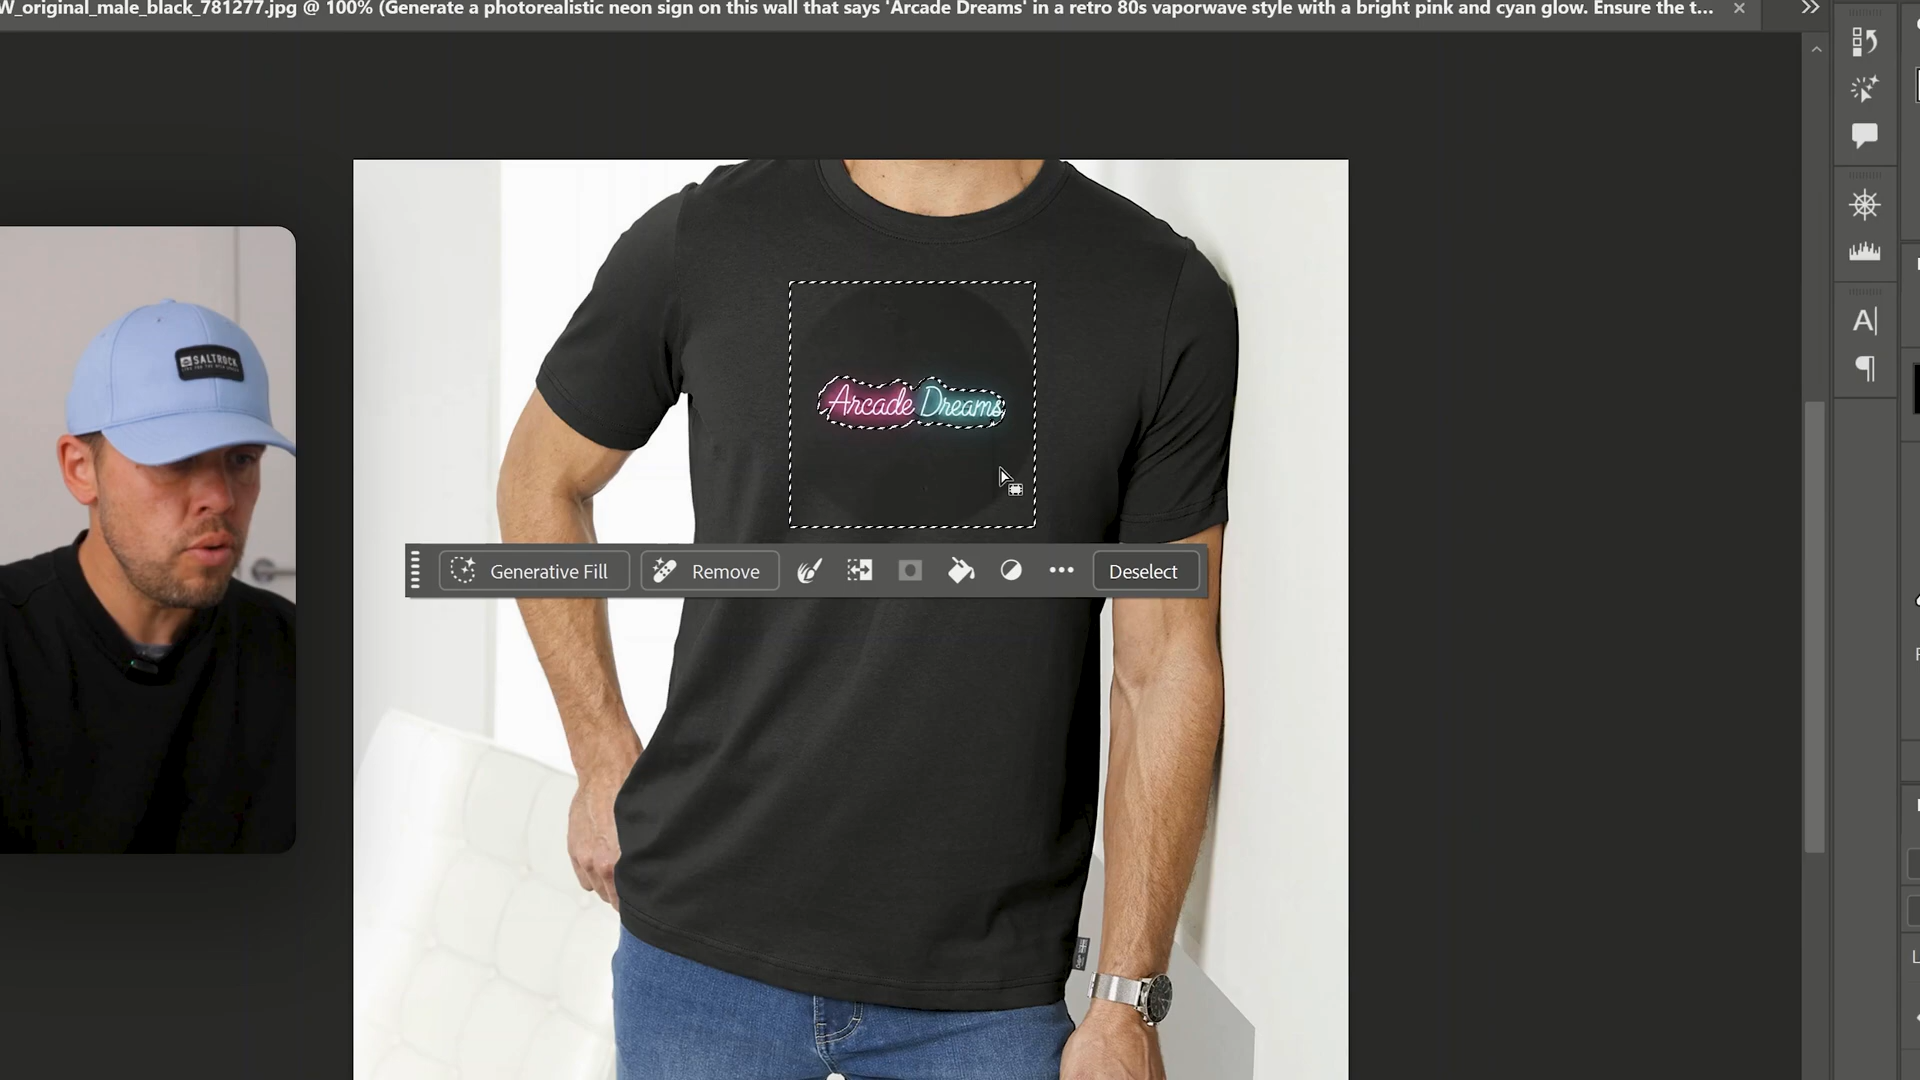 W_original_male_black_781277.jpg @ 100% (Generate a photorealistic neon sign on this wall that says 'Arcade Dreams' in a retro 80s vaporwave style with a bright pink and cyan glow. Ensure the t...
SALTROCK
Arcade Dreams
Generative Fill
Remove
Deselect